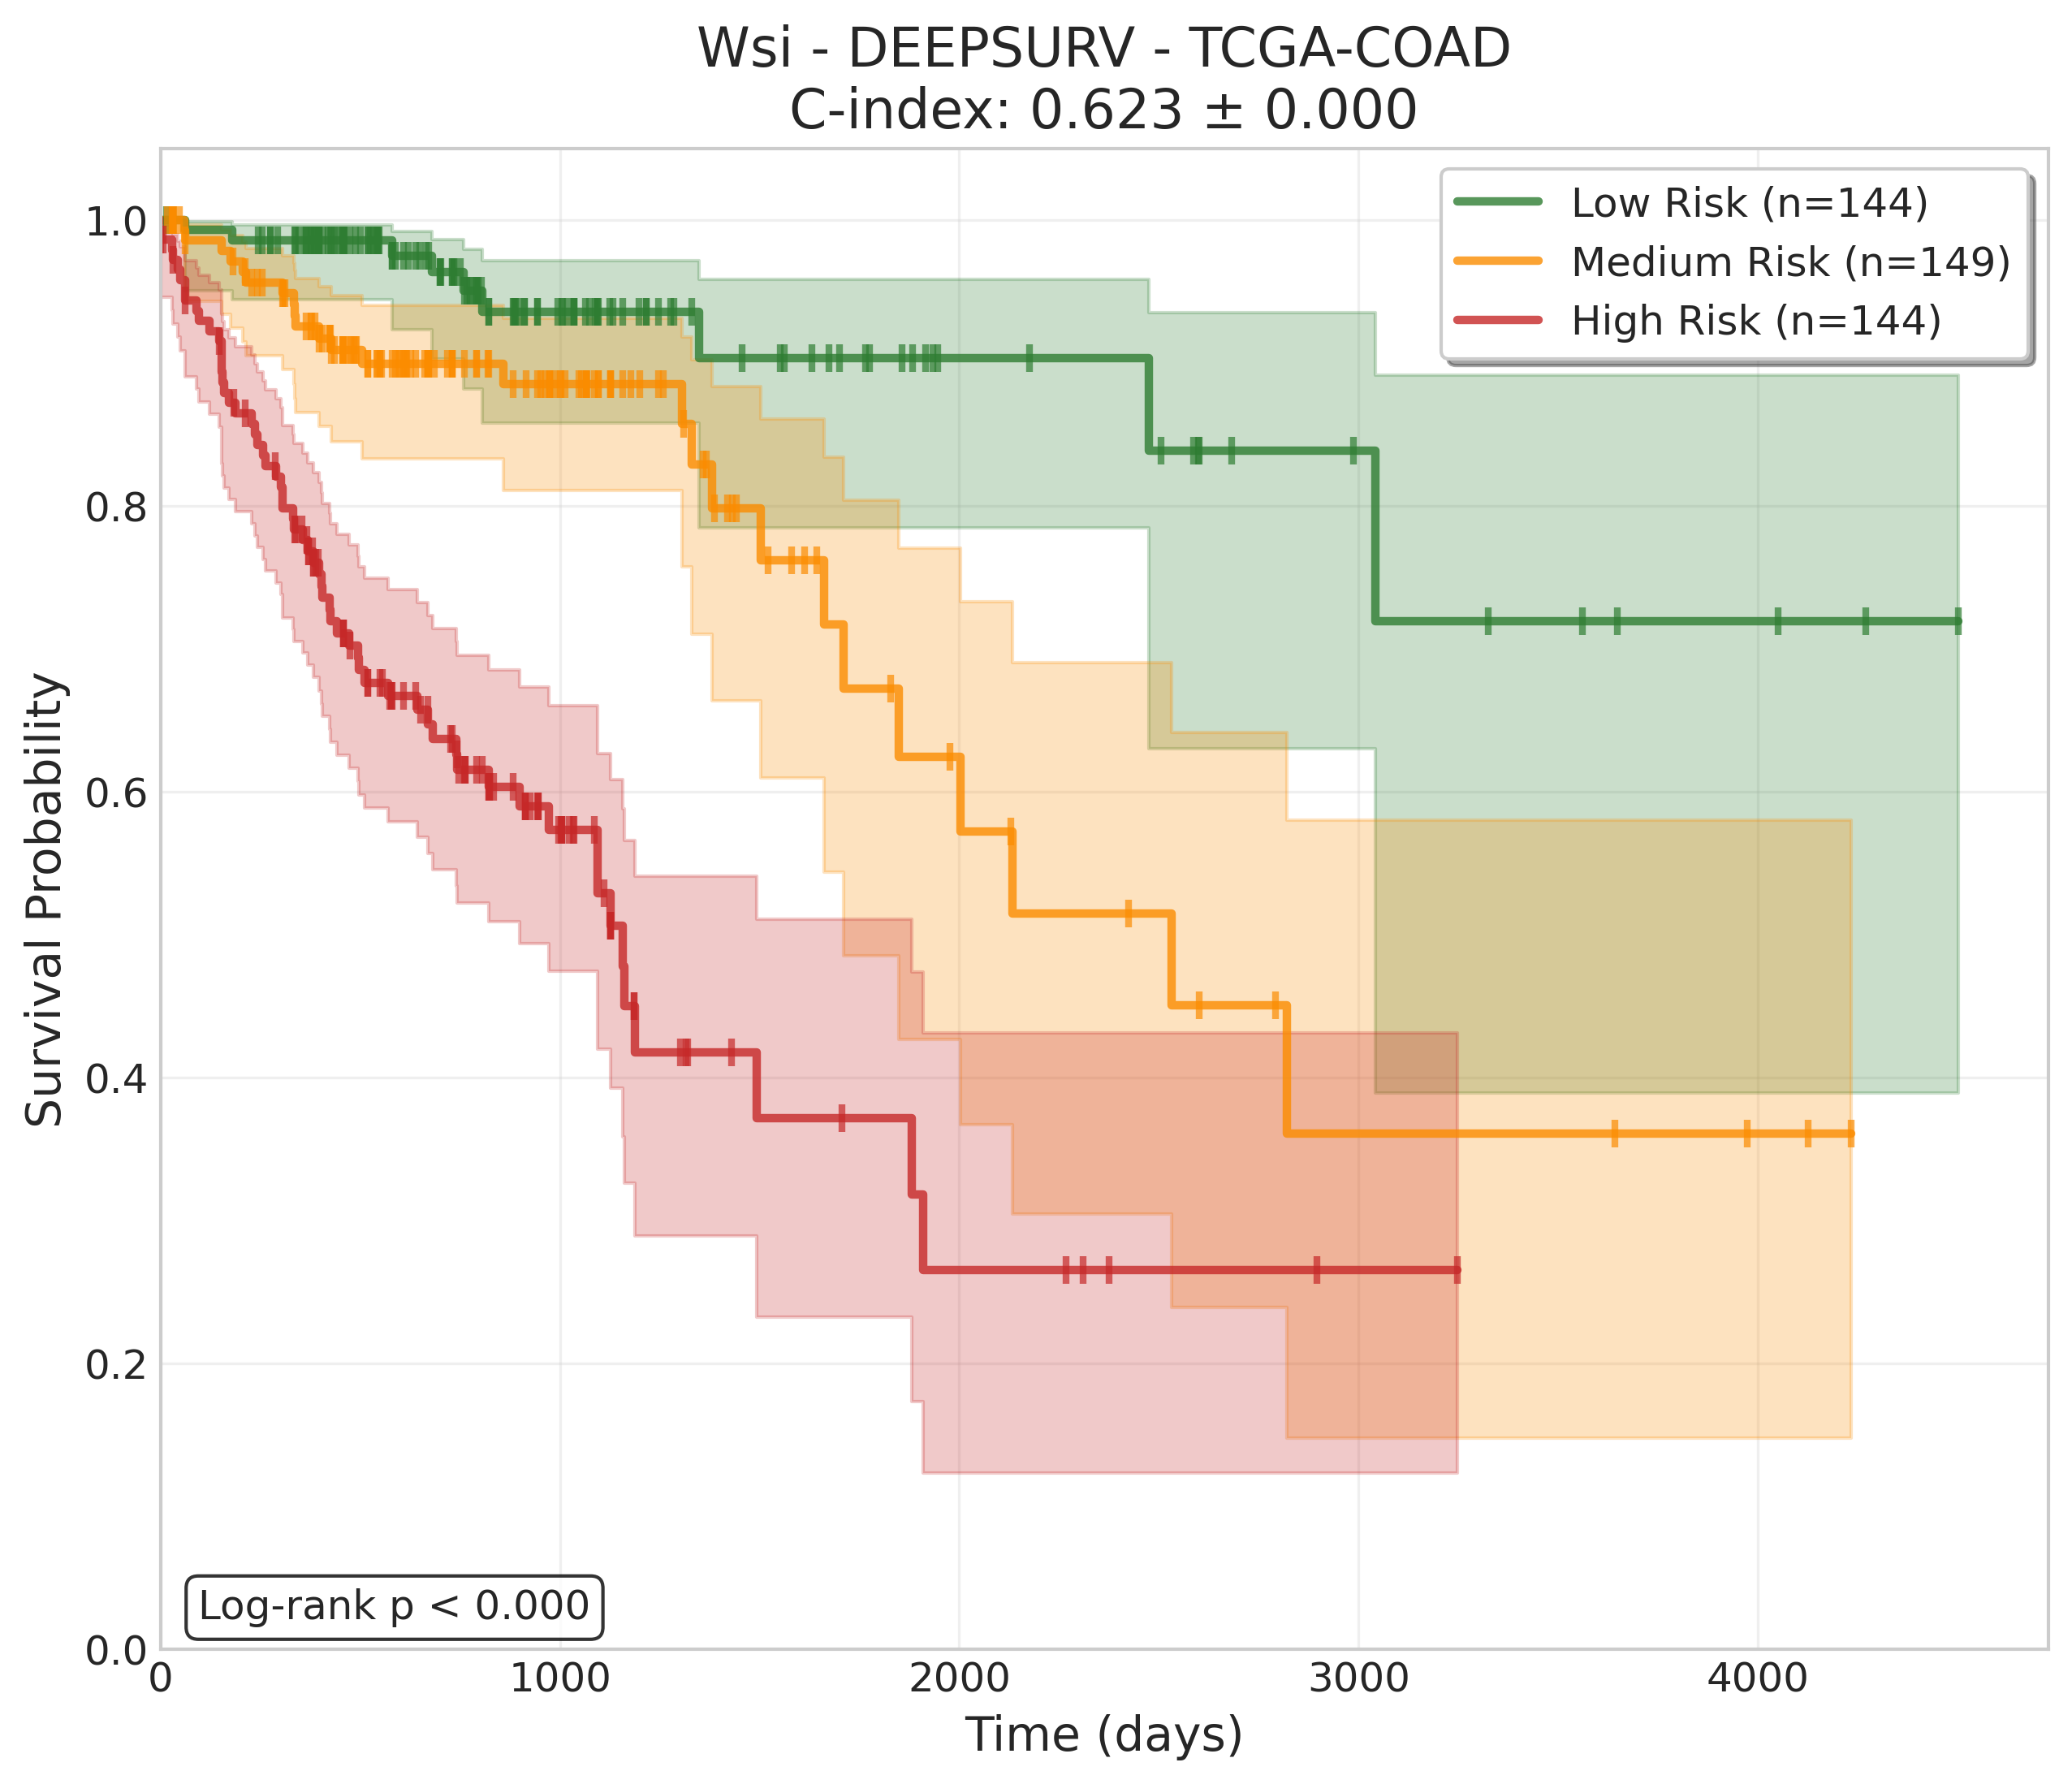 Wsi - DEEPSURV - TCGA-COAD
C-index: 0.623 ± 0.000
Low Risk (n=144)
Medium Risk (n=149)
High Risk (n=144)
Survival Probability
1.0
0.8
0.6
0.4
0.2
0.0
Log-rank p < 0.000
0 1000 2000 3000 4000
Time (days)